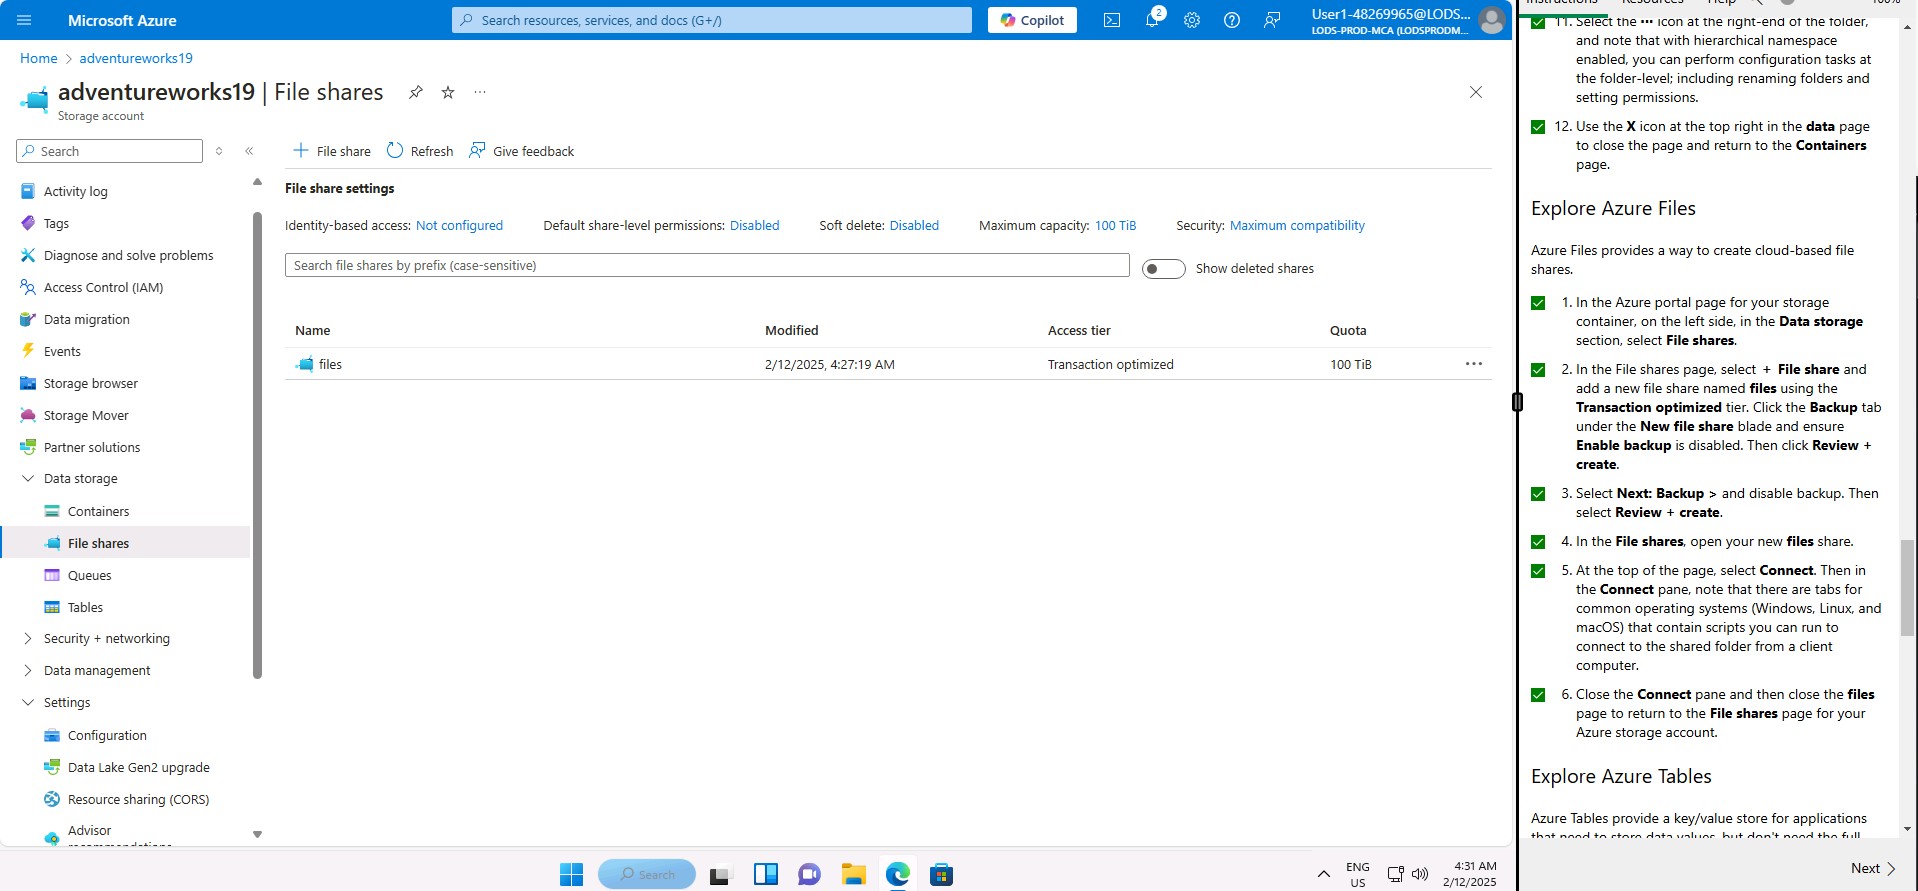 Microsoft Azure
Search resources, services, and docs (G+/)
Copilot
2
User1-48269965@LODS...
LODS-PROD-MCA (LODSPRODM...
Home > adventureworks19
adventureworks19 | File shares
Storage account
Search
Activity log
Tags
Diagnose and solve problems
Access Control (IAM)
Data migration
Events
Storage browser
Storage Mover
Partner solutions
Data storage
Containers
File shares
Queues
Tables
Security + networking
Data management
Settings
Configuration
Data Lake Gen2 upgrade
Resource sharing (CORS)
Advisor
recommendations
File share
Refresh
Give feedback
File share settings
Identity-based access: Not configured
Default share-level permissions: Disabled
Soft delete: Disabled
Maximum capacity: 100 TiB
Security: Maximum compatibility
Search file shares by prefix (case-sensitive)
Show deleted shares
Name Modified Access tier Quota
files 2/12/2025, 4:27:19 AM Transaction optimized 100 TiB
Search
ENG
US
4:31 AM
2/12/2025
Instructions Resources Help 100%
11. Select the ··· icon at the right-end of the folder,
and note that with hierarchical namespace
enabled, you can perform configuration tasks at
the folder-level; including renaming folders and
setting permissions.
12. Use the X icon at the top right in the data page
to close the page and return to the Containers
page.
Explore Azure Files
Azure Files provides a way to create cloud-based file
shares.
1. In the Azure portal page for your storage
container, on the left side, in the Data storage
section, select File shares.
2. In the File shares page, select + File share and
add a new file share named files using the
Transaction optimized tier. Click the Backup tab
under the New file share blade and ensure
Enable backup is disabled. Then click Review +
create.
3. Select Next: Backup > and disable backup. Then
select Review + create.
4. In the File shares, open your new files share.
5. At the top of the page, select Connect. Then in
the Connect pane, note that there are tabs for
common operating systems (Windows, Linux, and
macOS) that contain scripts you can run to
connect to the shared folder from a client
computer.
6. Close the Connect pane and then close the files
page to return to the File shares page for your
Azure storage account.
Explore Azure Tables
Azure Tables provide a key/value store for applications
that need to store data values, but don't need the full
Next >